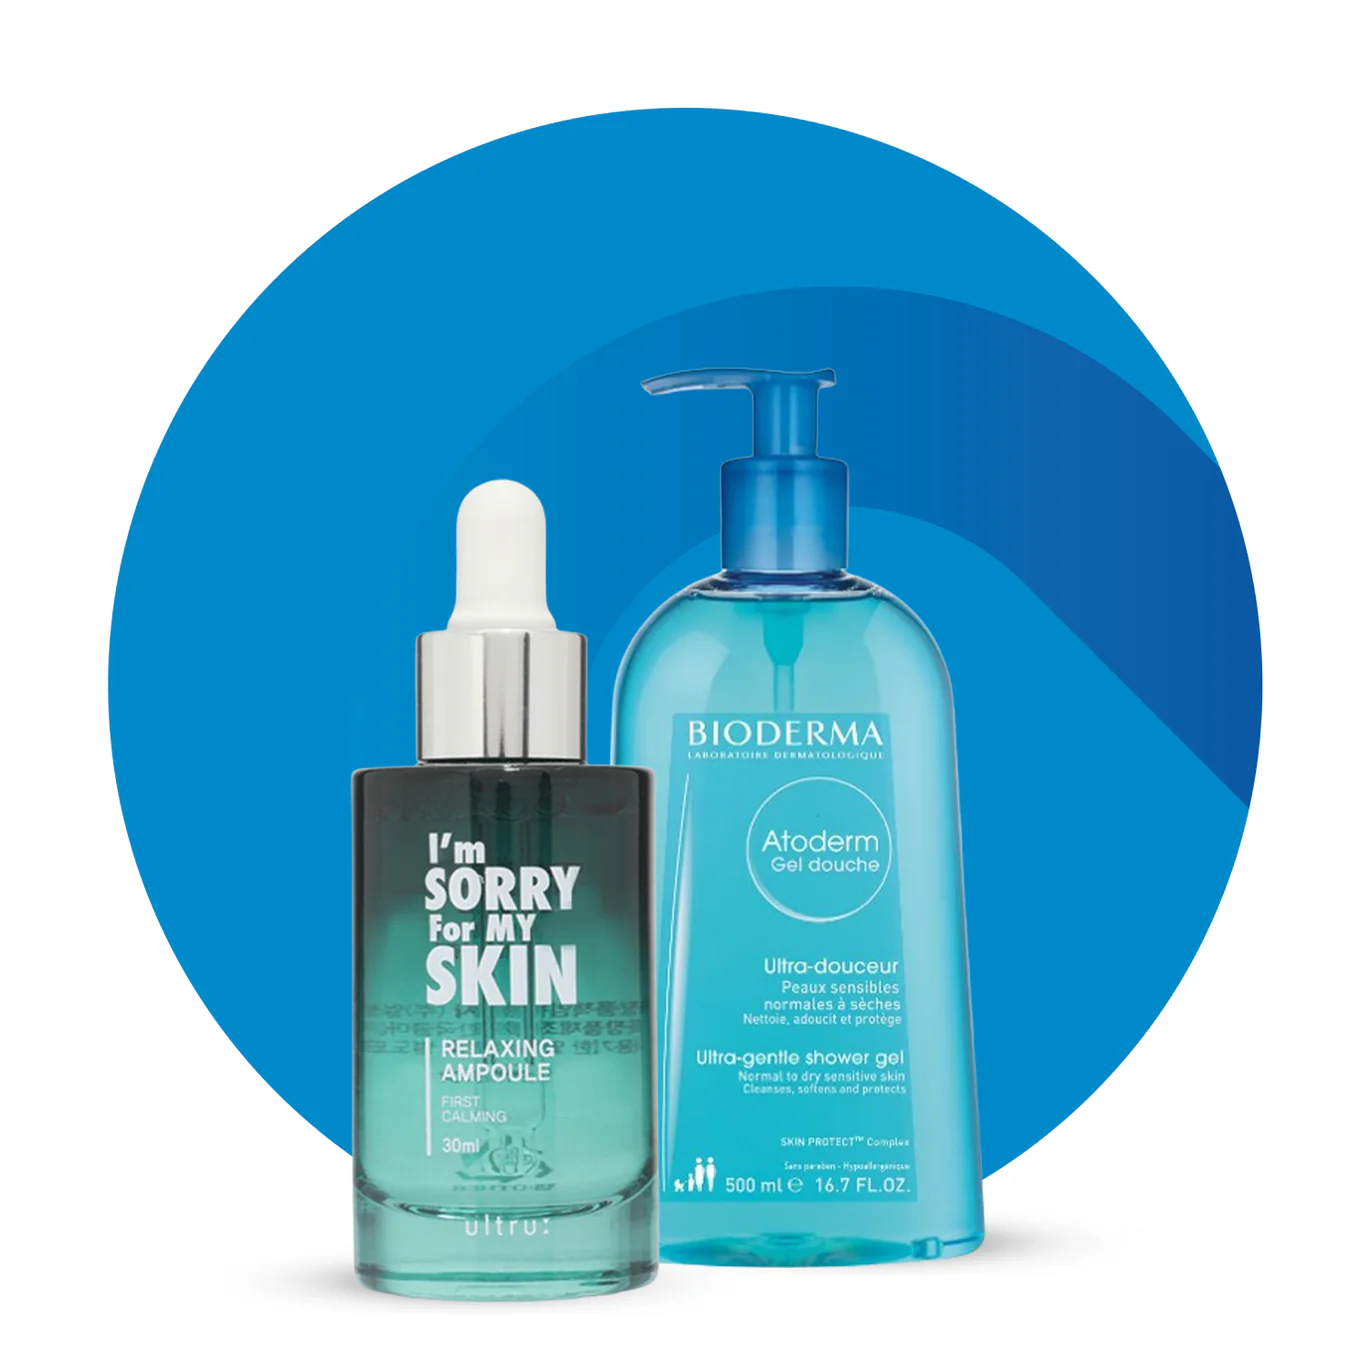 I'm
SORRY
For MY
SKIN
RELAXING
AMPOULE
FIRST
CALMING
30ml
ultru:
BIODERMA
LABORATOIRE DERMATOLOGIQUE
Atoderm
Gel douche
Ultra-douceur
Peaux sensibles
normales à sèches
Nettoie, adoucit et protège
Ultra-gentle shower gel
Normal to dry sensitive skin
Cleanses, softens and protects
SKIN PROTECT™ Complex
Sans paraben - Hypoallergénique
500 ml ℮ 16.7 FL.OZ.